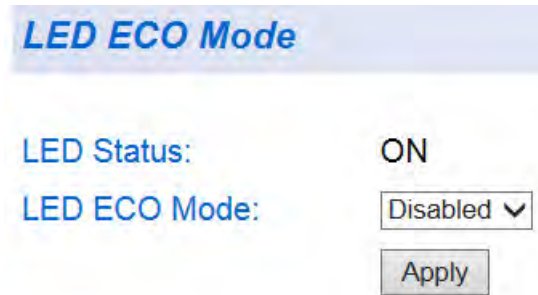 LED ECO Mode
LED Status: ON
LED ECO Mode: Disabled
Apply